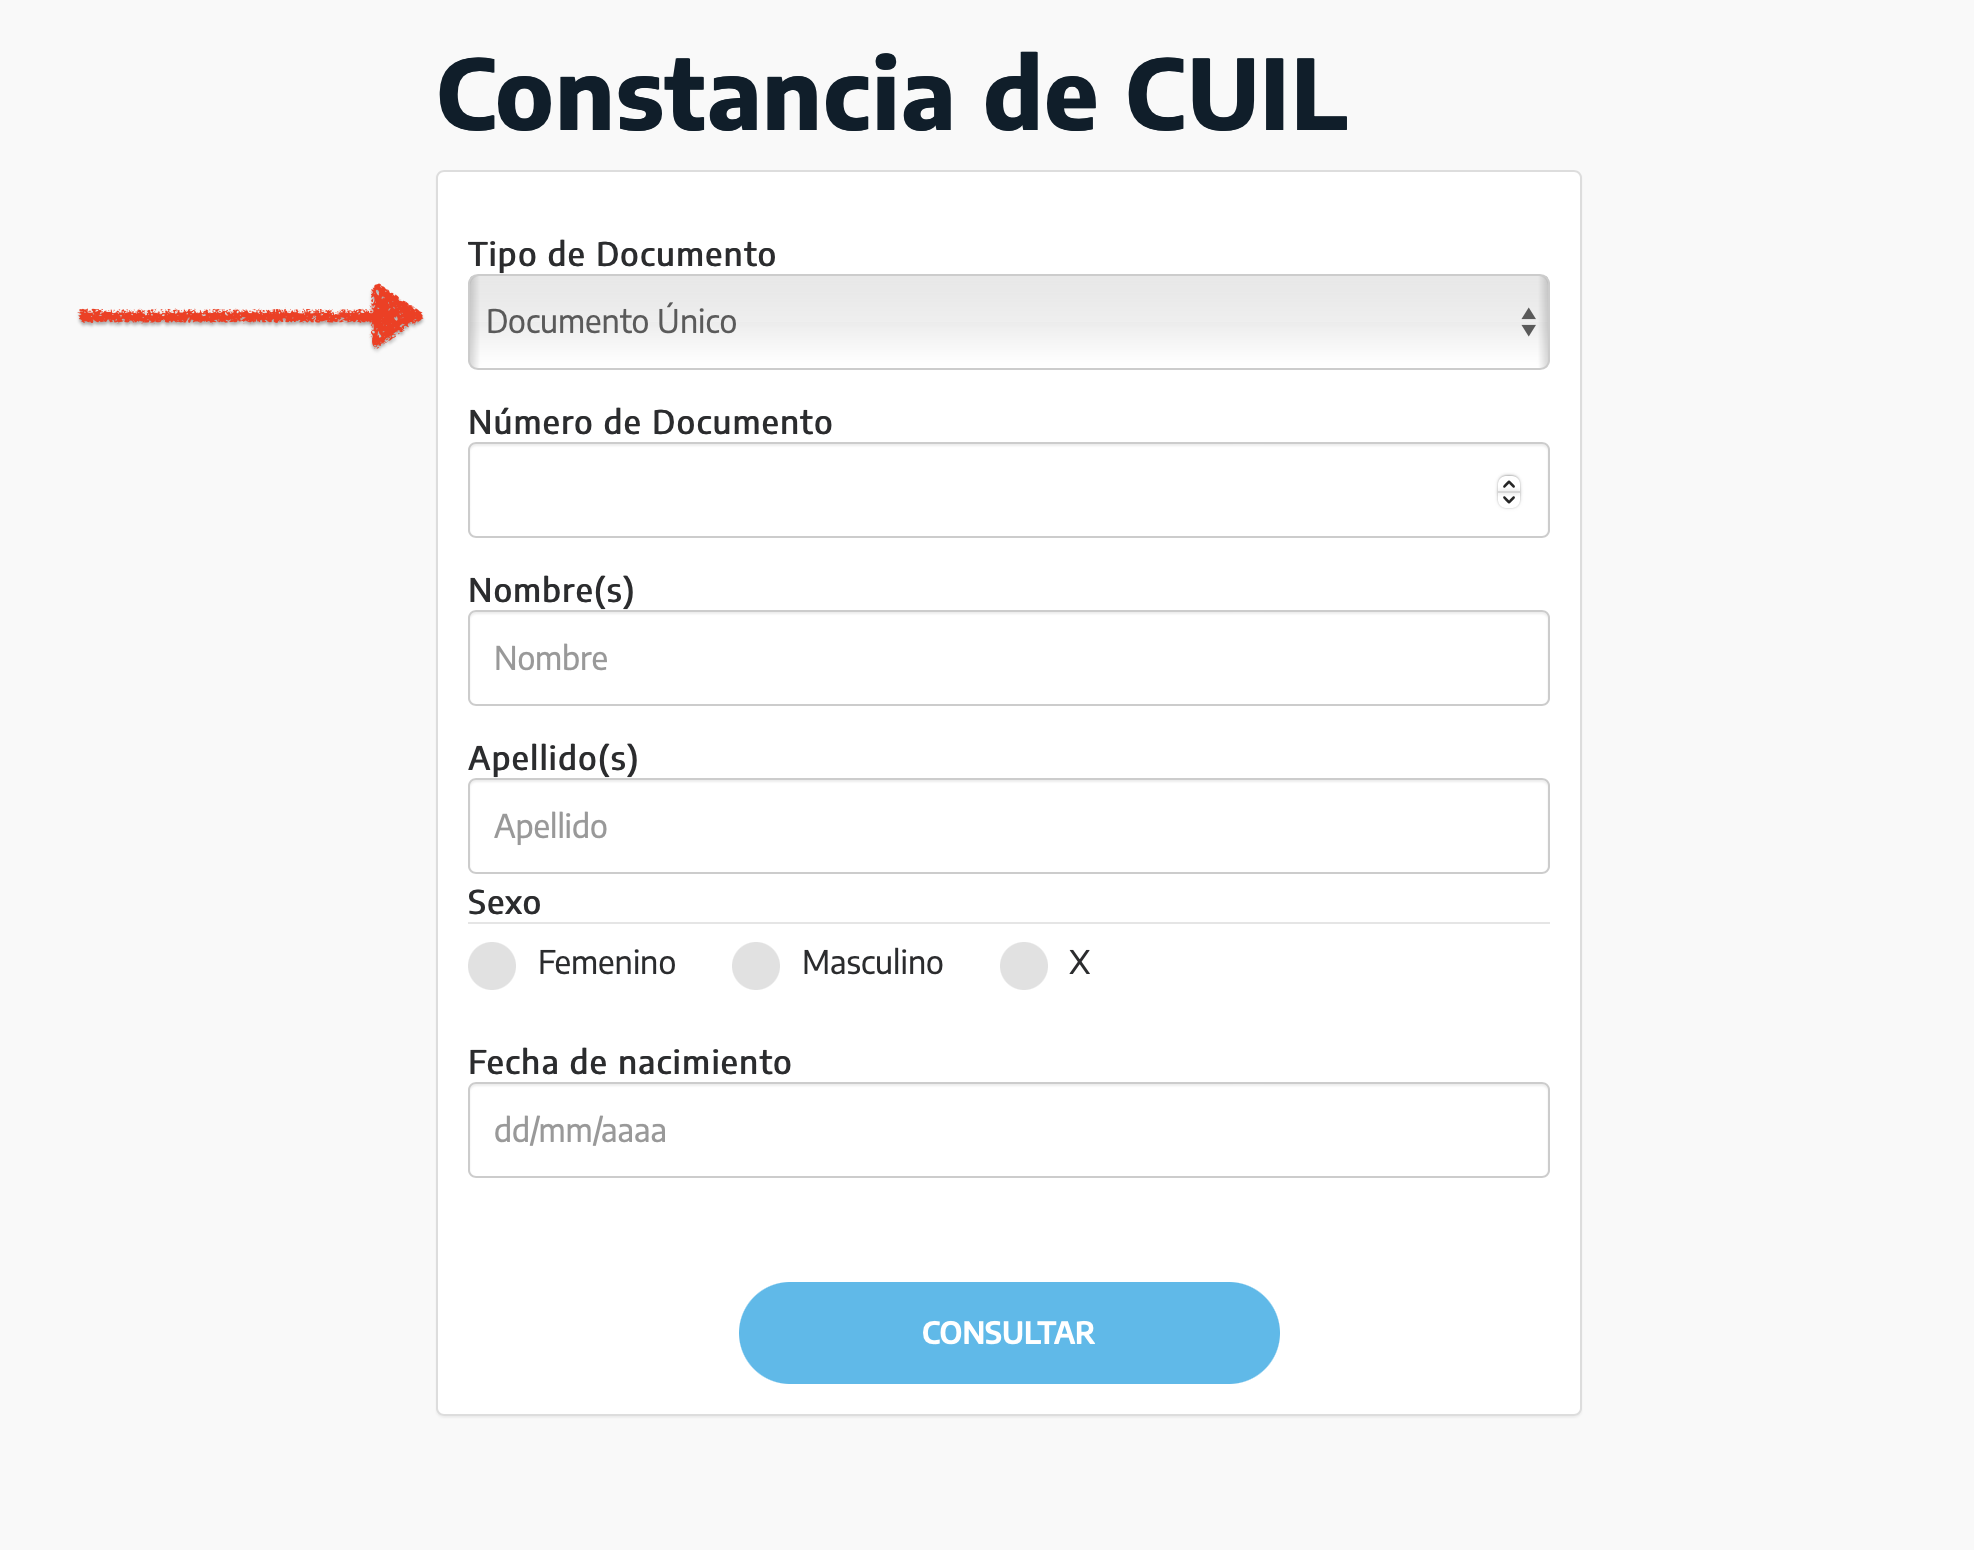 Constancia de CUIL
Tipo de Documento
Documento Único
Número de Documento
Nombre(s)
Nombre
Apellido(s)
Apellido
Sexo
Femenino Masculino X
Fecha de nacimiento
dd/mm/aaaa
CONSULTAR